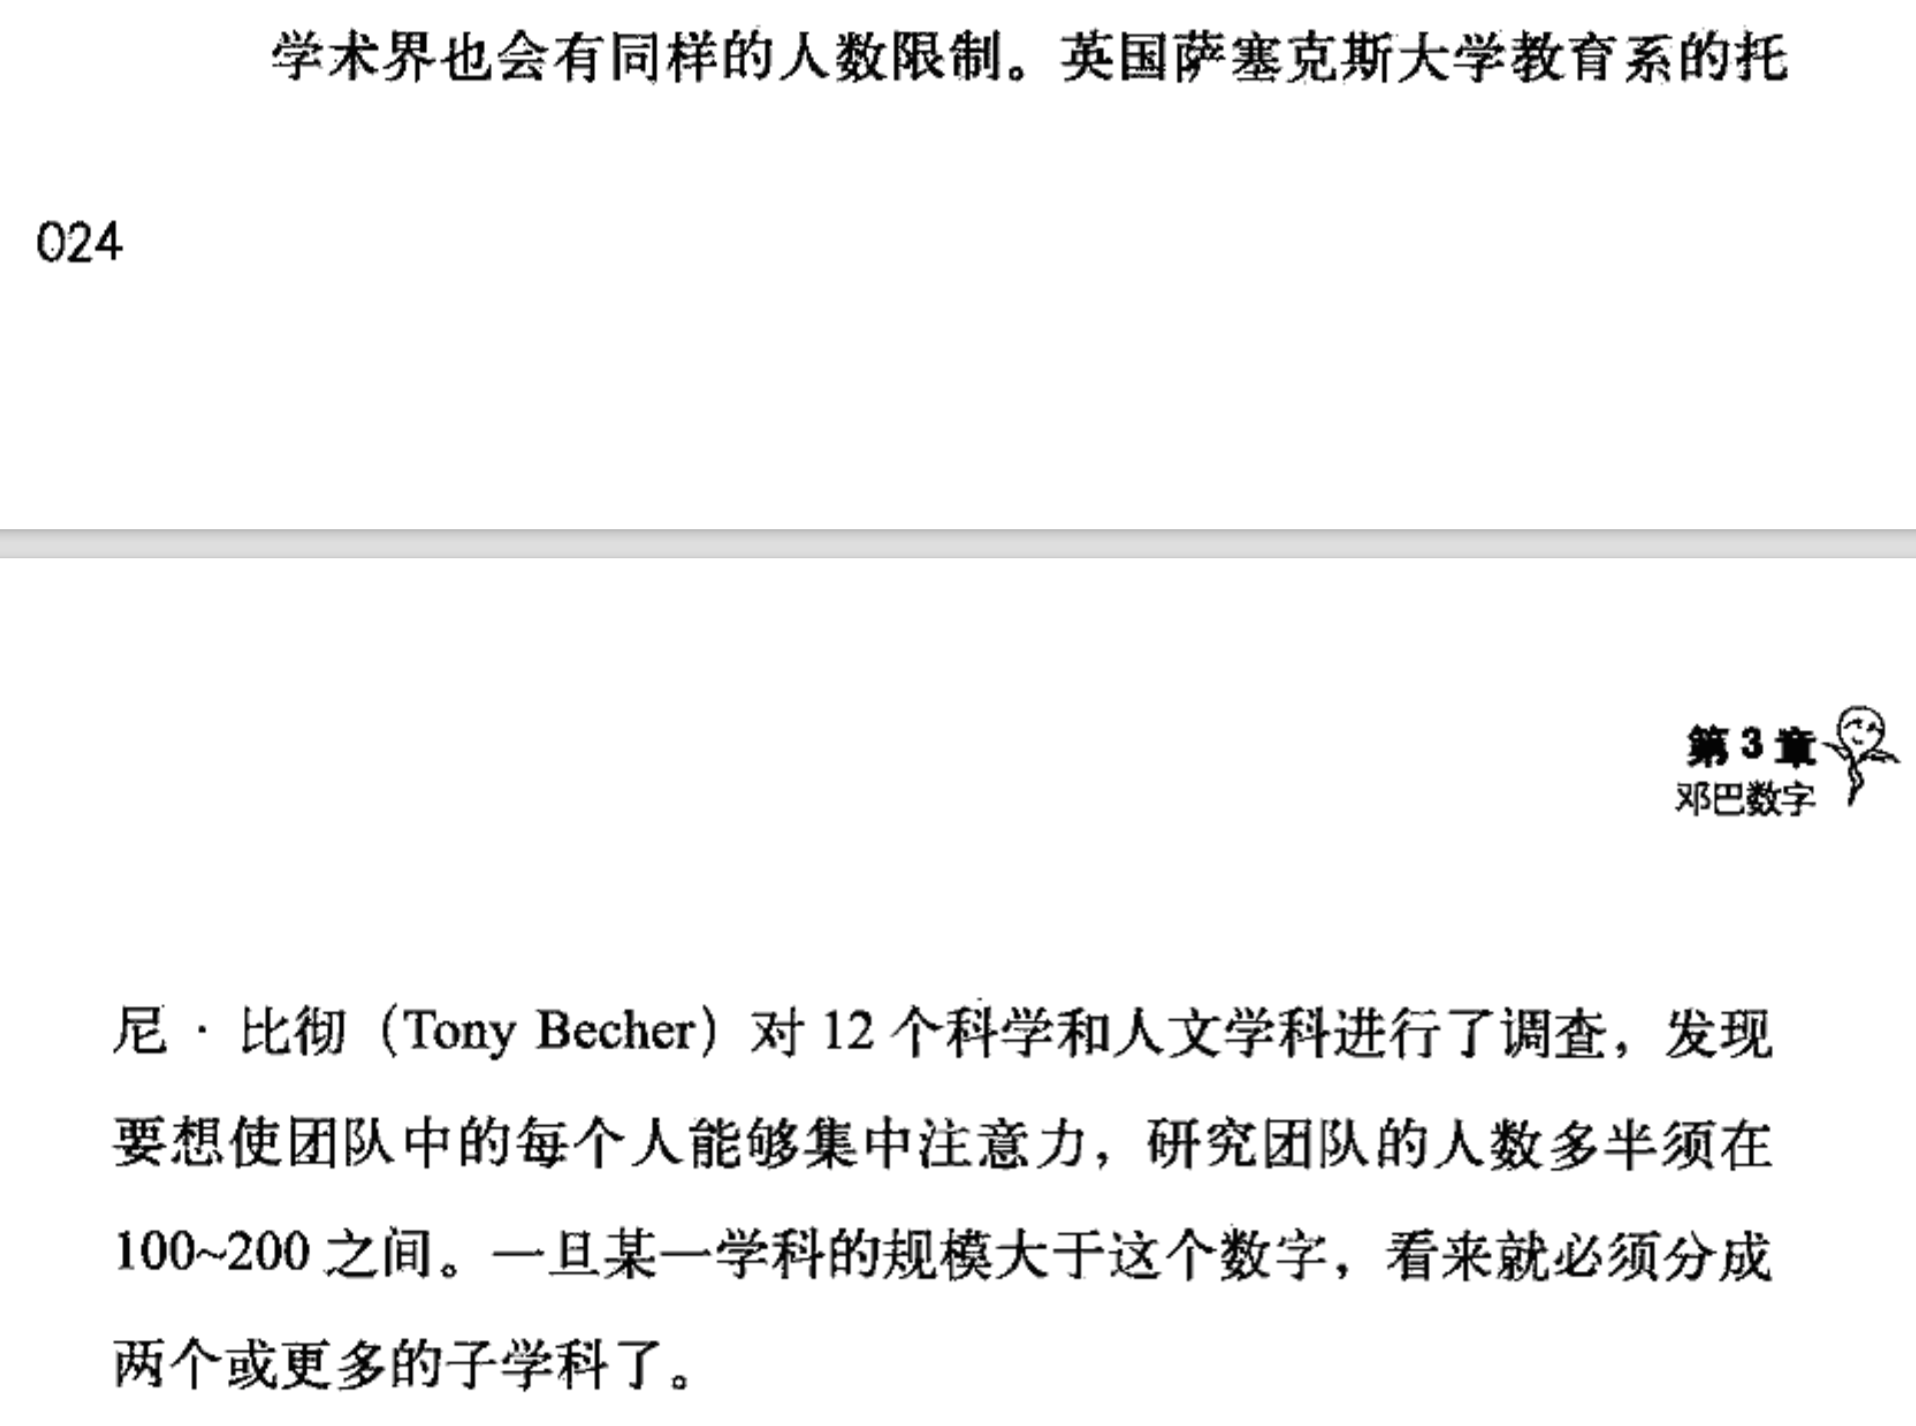 学术界也会有同样的人数限制。英国萨塞克斯大学教育系的托
024
第3章
邓巴数字
尼·比彻（Tony Becher）对12个科学和人文学科进行了调查，发现
要想使团队中的每个人能够集中注意力，研究团队的人数多半须在
100~200之间。一旦某一学科的规模大于这个数字，看来就必须分成
两个或更多的子学科了。